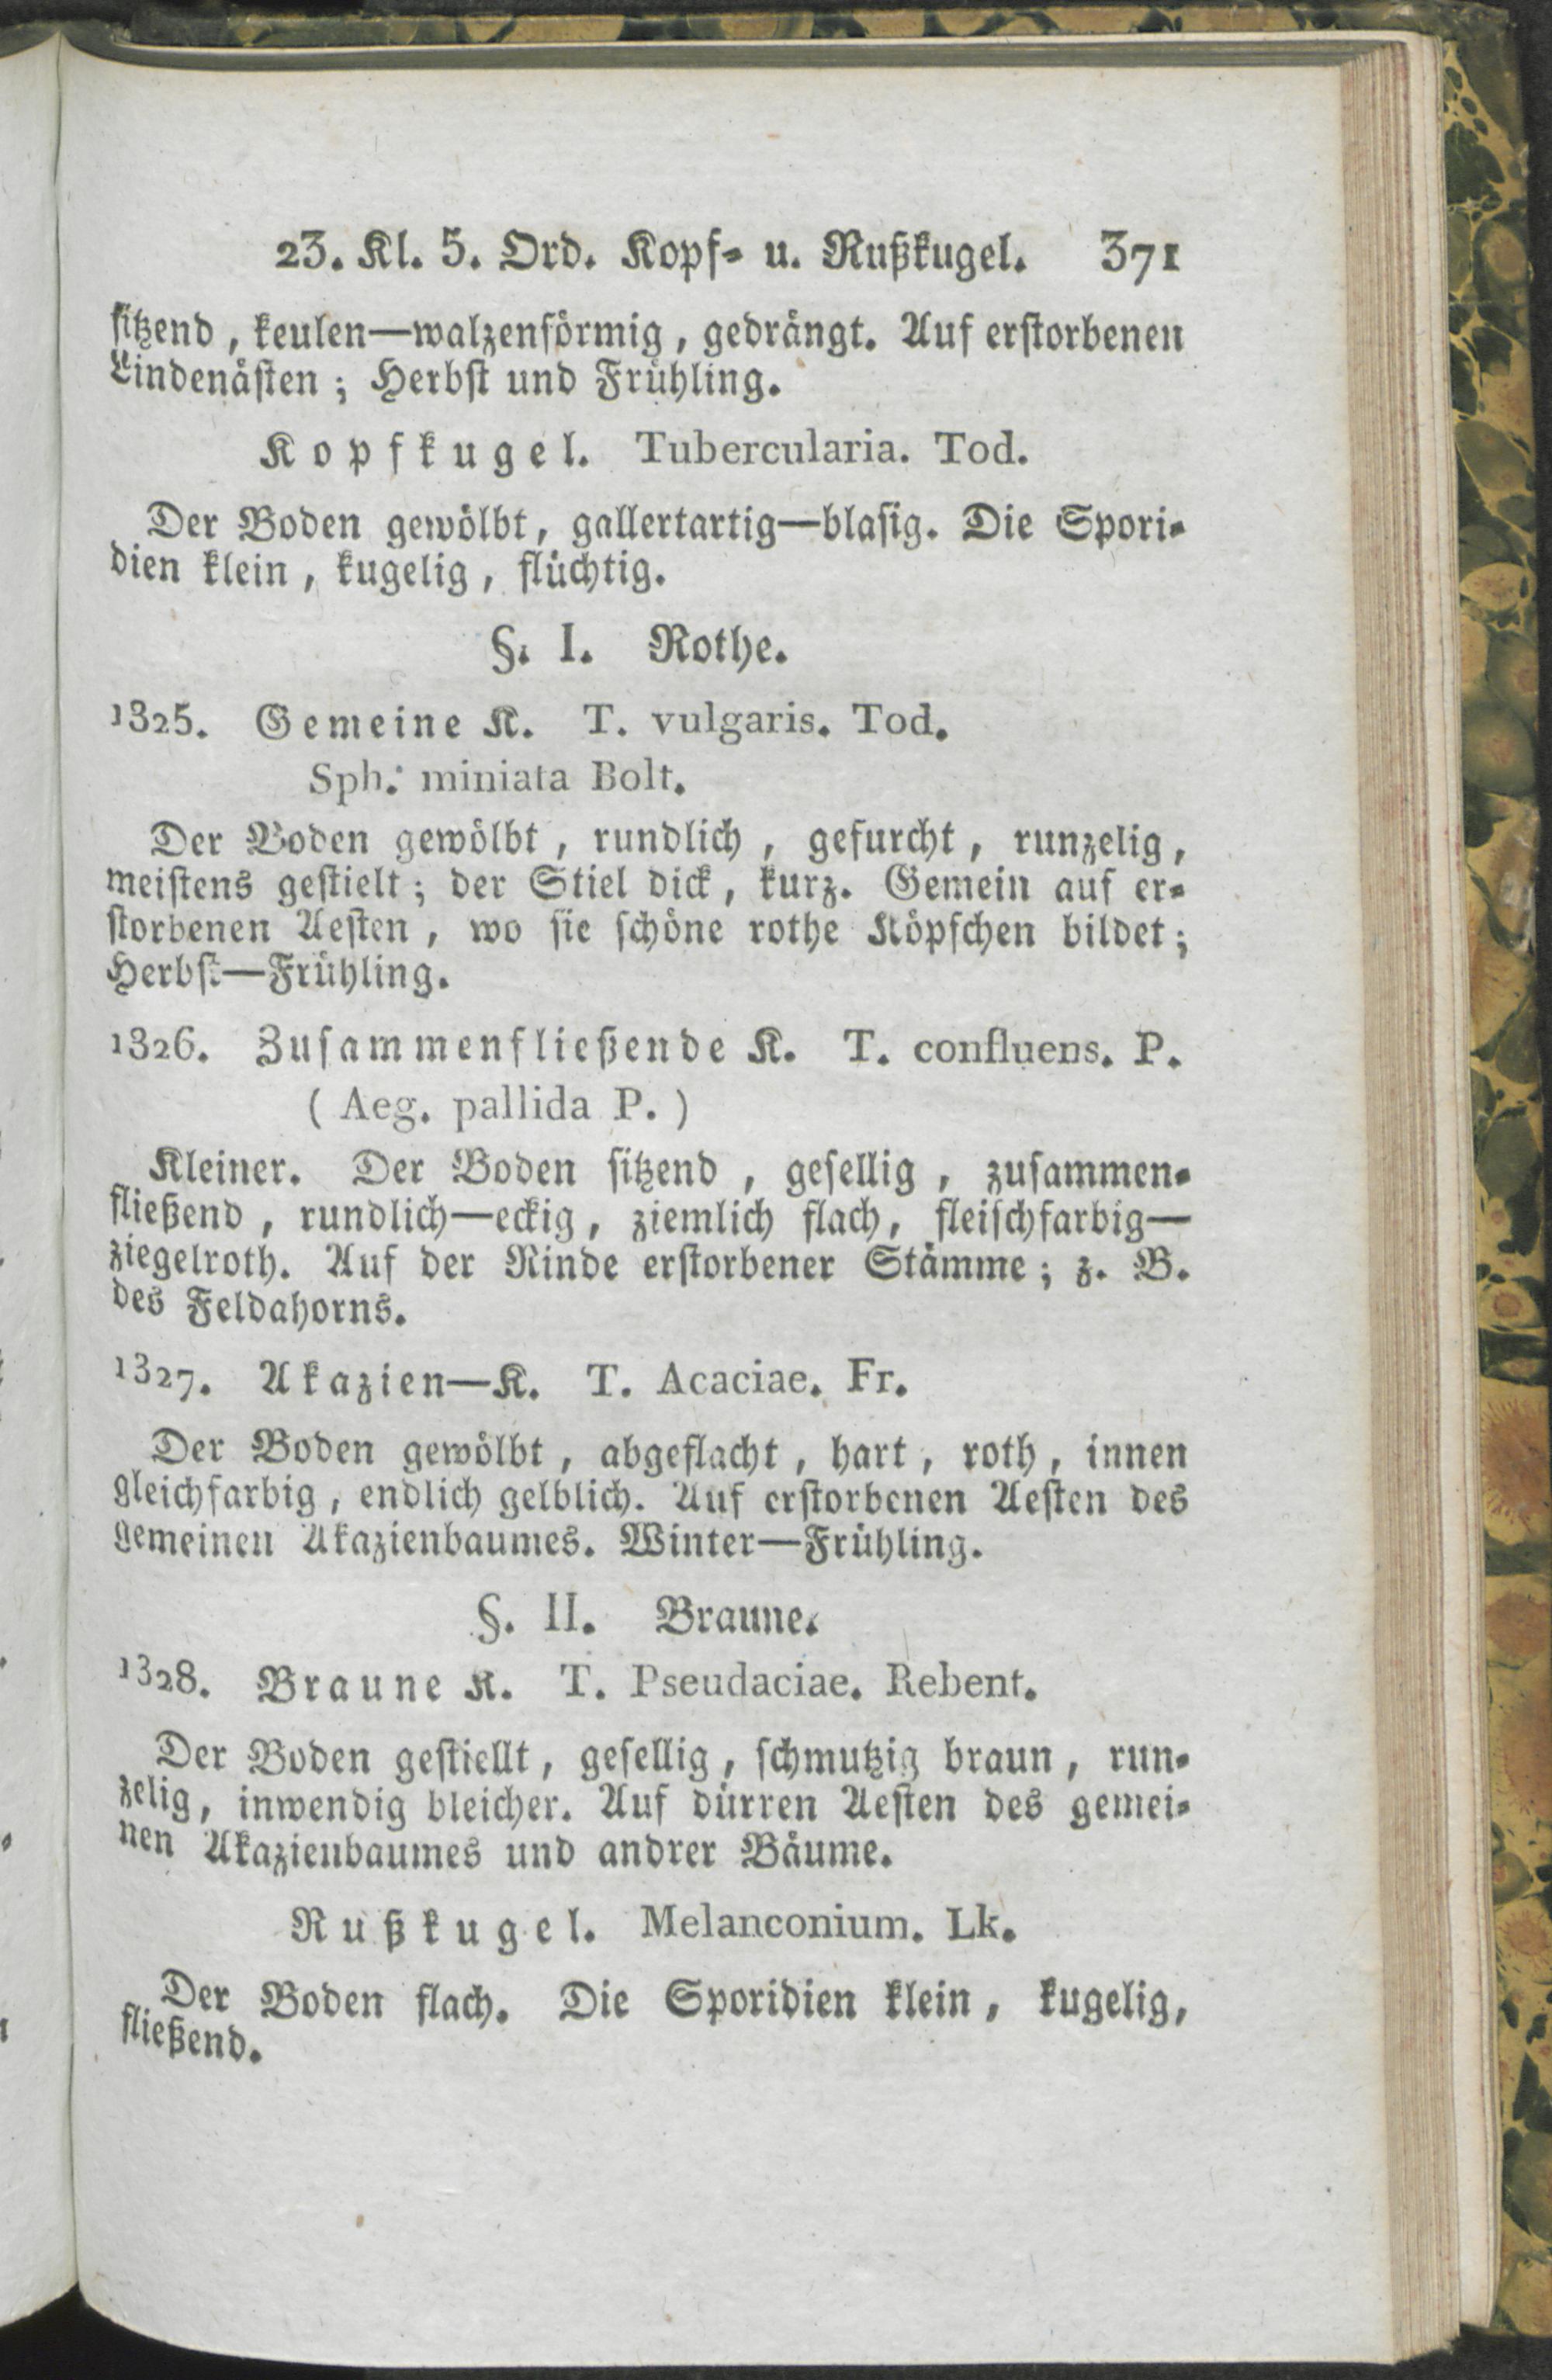 23. Kl. 5. Ord. Kopf- u. Rußkugel. 371
sitzend, keulen—walzenförmig, gedrängt. Auf erstorbenen
Lindenästen; Herbst und Frühling.
Kopfkugel. Tubercularia. Tod.
Der Boden gewölbt, gallertartig—blasig. Die Spori-
dien klein, kugelig, flüchtig.
§. I. Rothe.
1325. Gemeine K. T. vulgaris. Tod.
Sph. miniata Bolt.
Der Boden gewölbt, rundlich, gefurcht, runzelig,
meistens gestielt; der Stiel dick, kurz. Gemein auf er-
storbenen Aesten, wo sie schöne rothe Köpfchen bildet;
Herbst—Frühling.
1326. Zusammenfließende K. T. confluens. P.
(Aeg. pallida P.)
Kleiner. Der Boden sitzend, gesellig, zusammen-
fließend, rundlich—eckig, ziemlich flach, fleischfarbig—
ziegelroth. Auf der Rinde erstorbener Stämme; z. B.
des Feldahorns.
1327. Akazien—K. T. Acaciae. Fr.
Der Boden gewölbt, abgeflacht, hart, roth, innen
gleichfarbig, endlich gelblich. Auf erstorbenen Aesten des
gemeinen Akazienbaumes. Winter—Frühling.
§. II. Braune.
1328. Braune K. T. Pseudaciae. Rebent.
Der Boden gestiellt, gesellig, schmutzig braun, run-
zelig, inwendig bleicher. Auf dürren Aesten des gemei-
nen Akazienbaumes und andrer Bäume.
Rußkugel. Melanconium. Lk.
Der Boden flach. Die Sporidien klein, kugelig,
fließend.